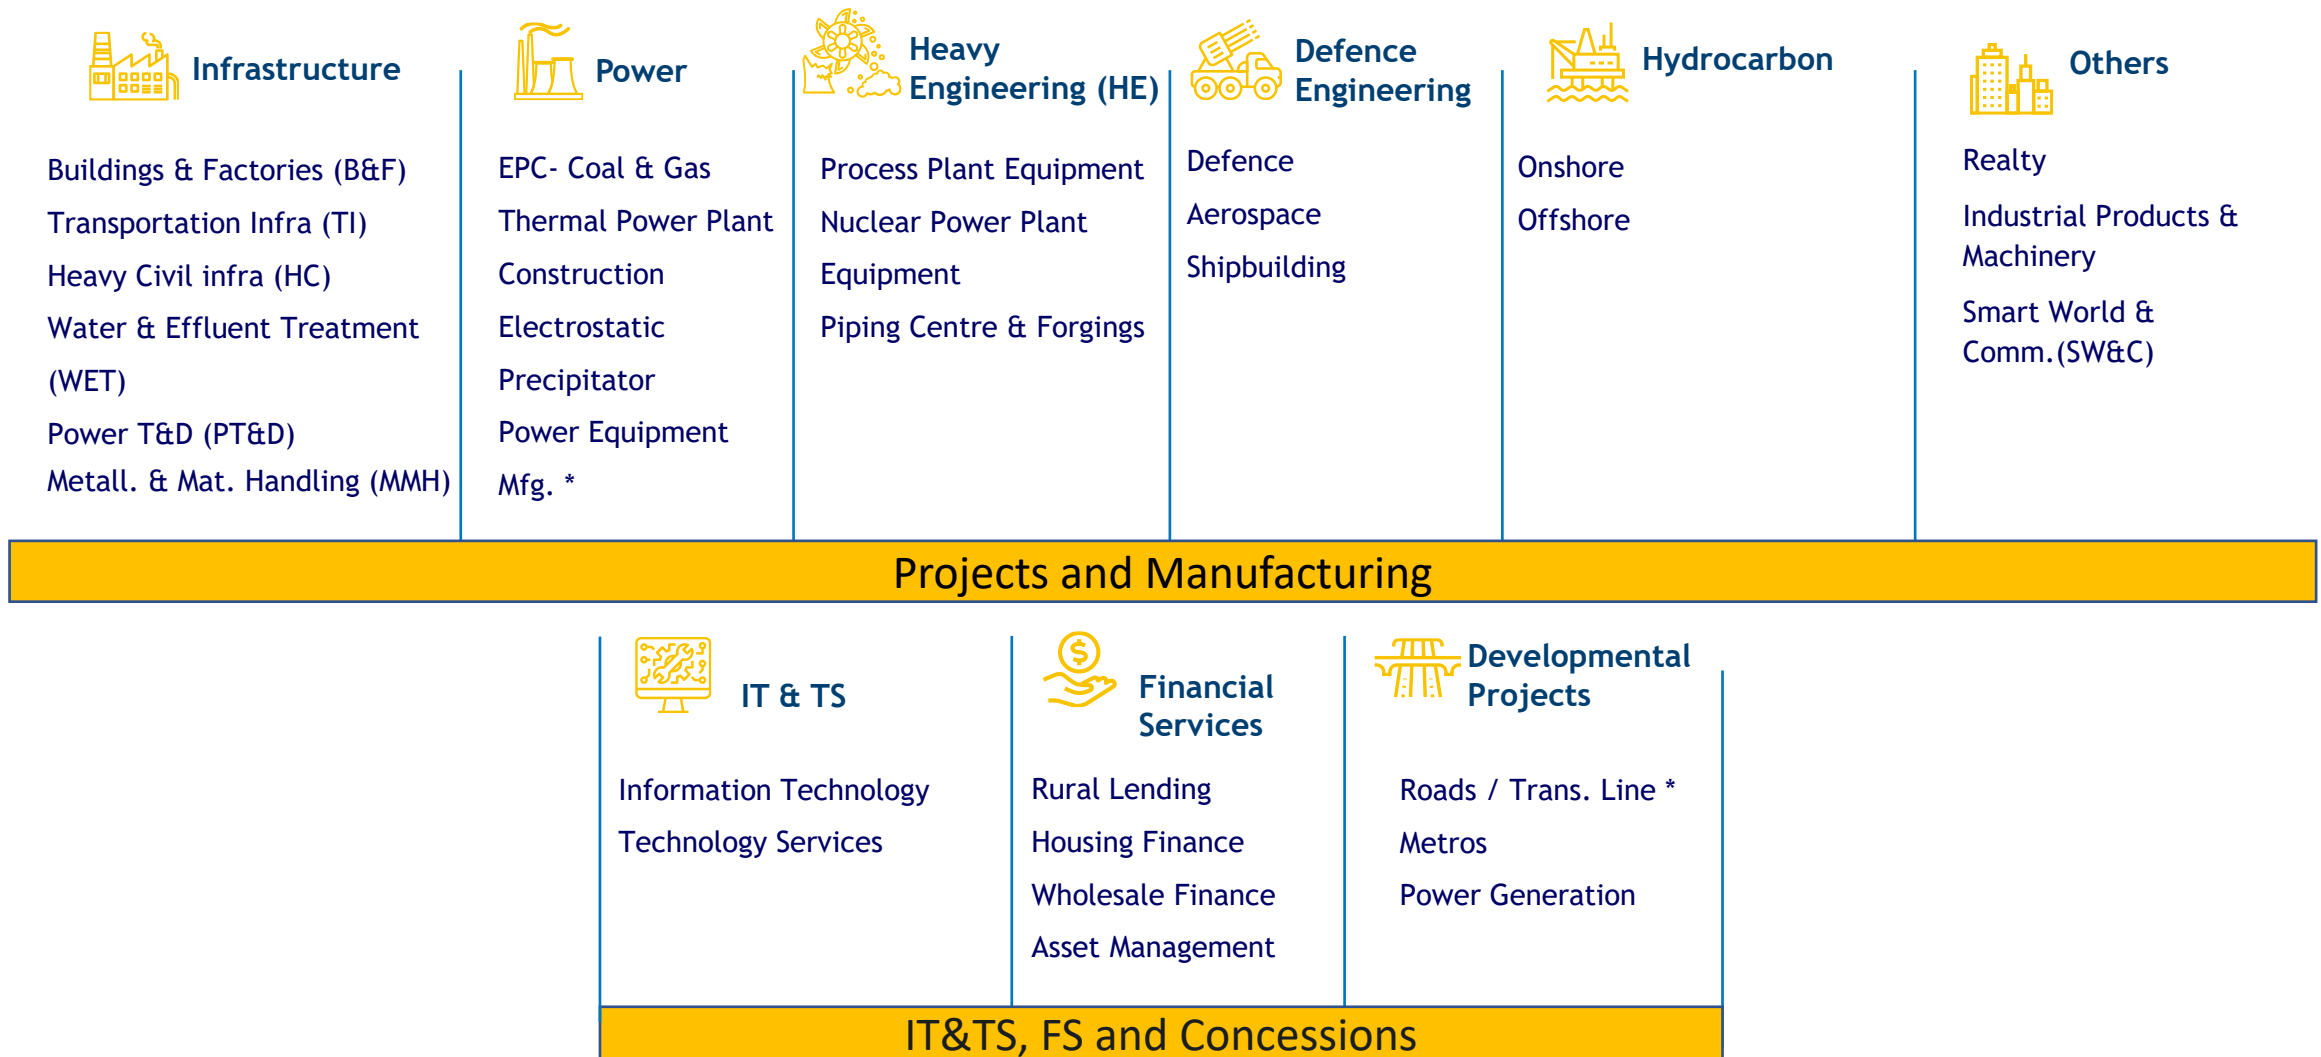 Infrastructure
Buildings & Factories (B&F)
Transportation Infra (TI)
Heavy Civil infra (HC)
Water & Effluent Treatment
(WET)
Power T&D (PT&D)
Metall. & Mat. Handling (MMH)
Power
EPC- Coal & Gas
Thermal Power Plant
Construction
Electrostatic
Precipitator
Power Equipment
Mfg. *
Heavy
Engineering (HE)
Process Plant Equipment
Nuclear Power Plant
Equipment
Piping Centre & Forgings
Defence
Engineering
Defence
Aerospace
Shipbuilding
Hydrocarbon
Onshore
Offshore
Others
Realty
Industrial Products &
Machinery
Smart World &
Comm.(SW&C)
Projects and Manufacturing
IT & TS
Information Technology
Technology Services
Financial
Services
Rural Lending
Housing Finance
Wholesale Finance
Asset Management
Developmental
Projects
Roads / Trans. Line *
Metros
Power Generation
IT&TS, FS and Concessions